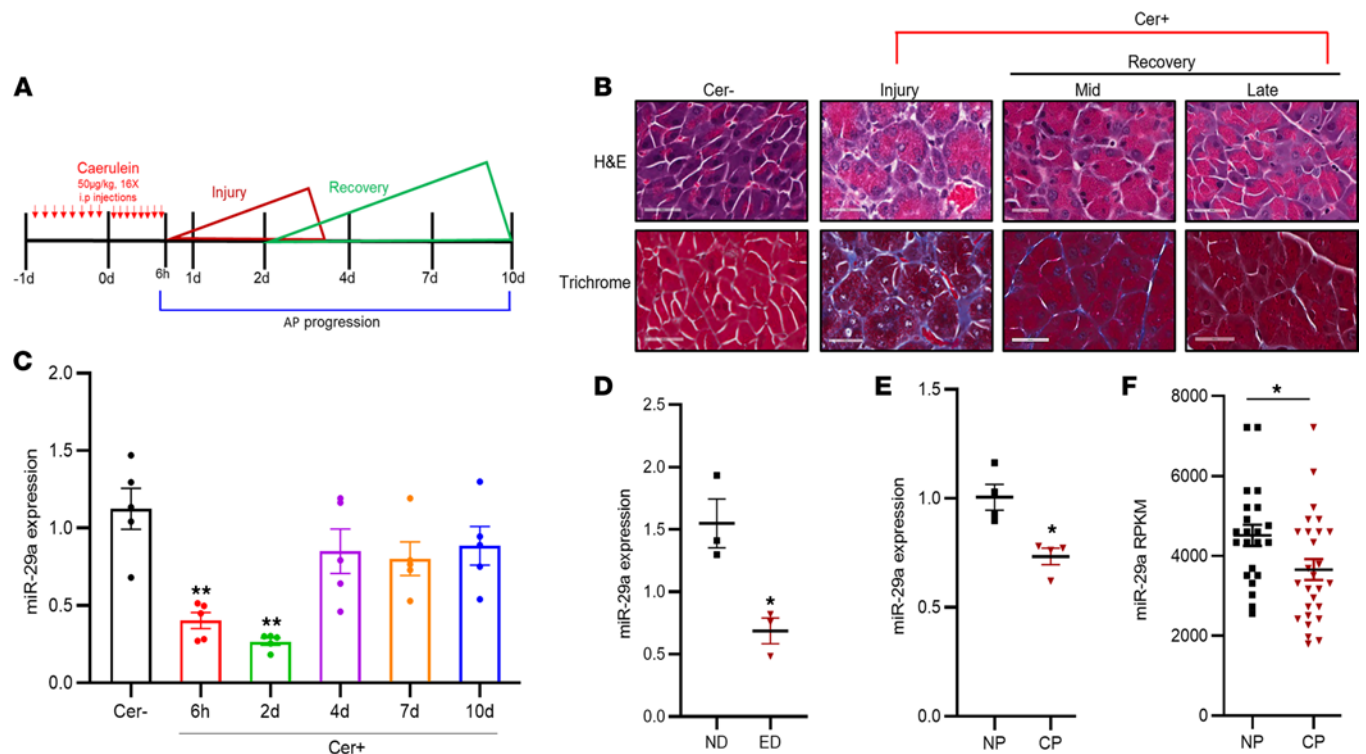 A
Caerulein
50µg/kg, 16X
i.p injections
Injury
Recovery
-1d
0d
6h
1d
2d
4d
7d
10d
AP progression
B
Cer+
Recovery
Cer-
Injury
Mid
Late
H&E
Trichrome
C
miR-29a expression
2.0
1.5
1.0
0.5
0.0
**
**
Cer-
6h
2d
4d
7d
10d
Cer+
D
miR-29a expression
2.5
2.0
1.5
1.0
0.5
0.0
*
ND
ED
E
miR-29a expression
1.5
1.0
0.5
0.0
*
NP
CP
F
miR-29a RPKM
8000
6000
4000
2000
0
*
NP
CP